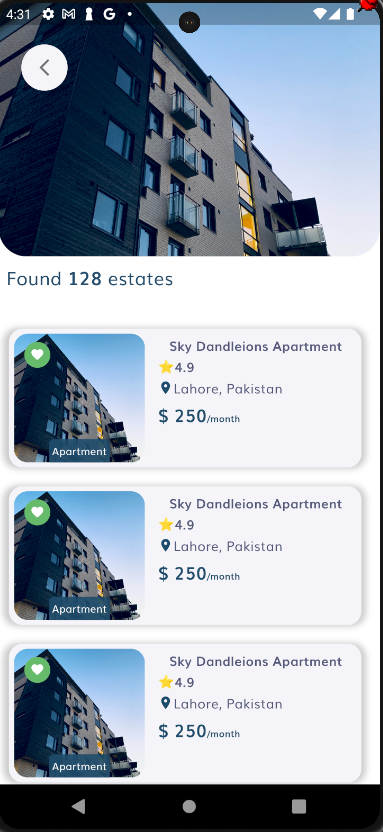 4:31
Found 128 estates
Sky Dandleions Apartment
⭐4.9
Lahore, Pakistan
$ 250/month
Apartment
Sky Dandleions Apartment
⭐4.9
Lahore, Pakistan
$ 250/month
Apartment
Sky Dandleions Apartment
⭐4.9
Lahore, Pakistan
$ 250/month
Apartment